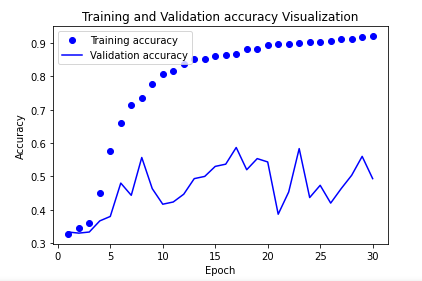 Training and Validation accuracy Visualization
Training accuracy
Validation accuracy
Accuracy
0.9
0.8
0.7
0.6
0.5
0.4
0.3
0 5 10 15 20 25 30
Epoch